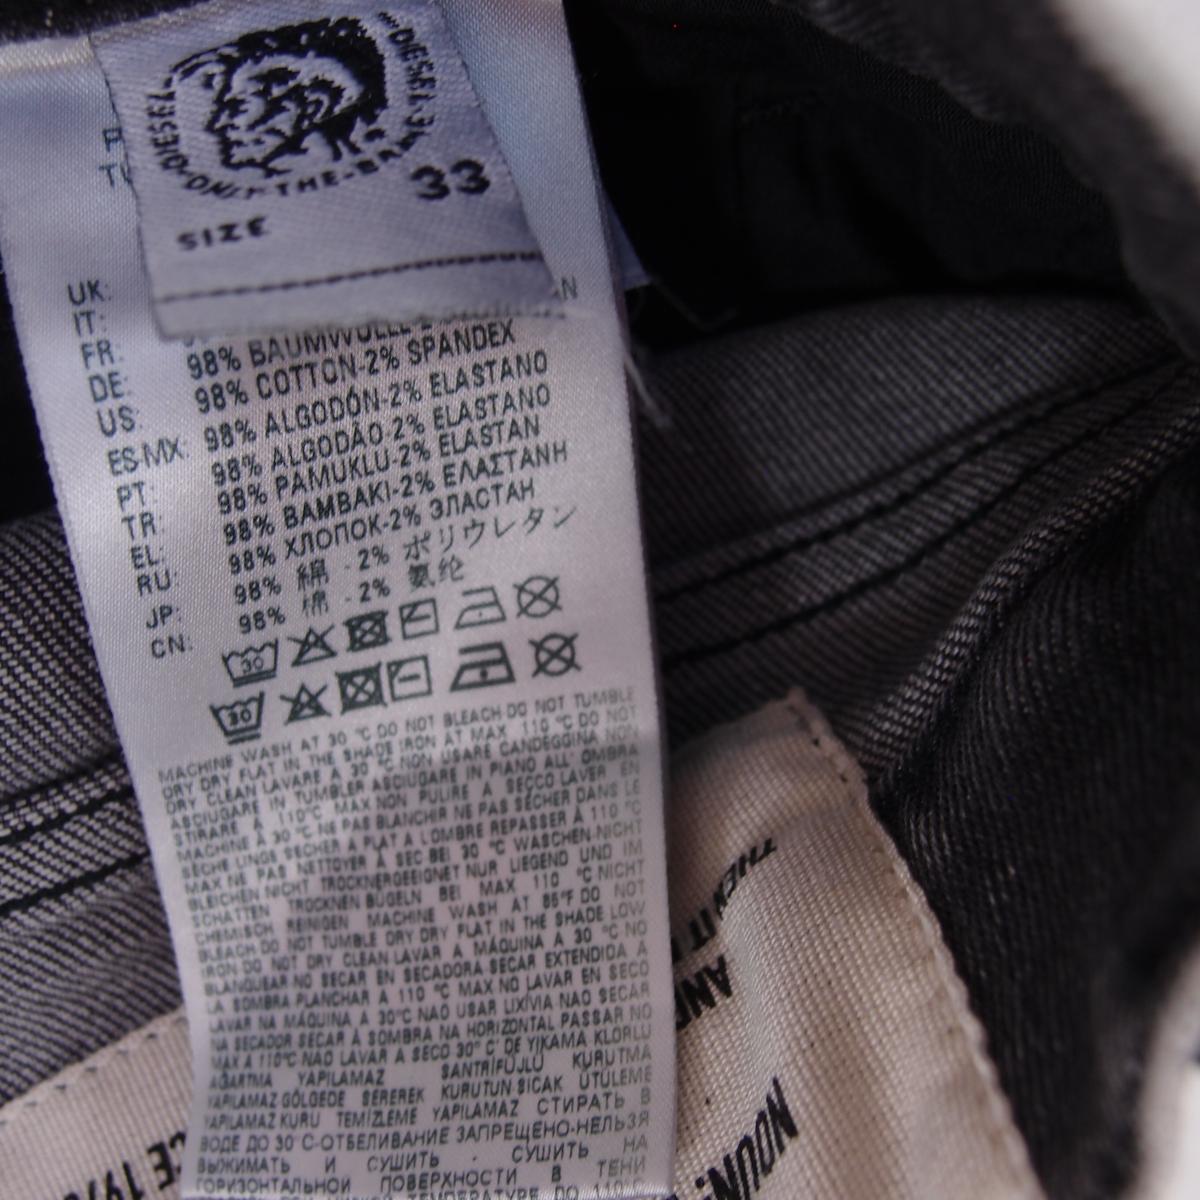 DIESEL
ONLY THE BRAVE
33
SIZE
UK:
IT:
FR:
DE:
US:
ES-MX:
PT:
TR:
EL:
RU:
JP:
CN:
98% BAUMWOLLE
98% COTTON-2% SPANDEX
98% ALGODÓN-2% ELASTANO
98% ALGODÃO-2% ELASTANO
98% PAMUKLU-2% ELASTAN
98% BAMBAKI-2% ΕΛΑΣΤΑΝΗ
98% ХЛОПОК-2% ЭЛАСТАН
98% 綿 - 2% ポリウレタン
98% 棉 - 2% 氨纶
30
30
MACHINE WASH AT 30 °C DO NOT BLEACH DO NOT TUMBLE
DRY DRY FLAT IN THE SHADE IRON AT MAX 110 °C DO NOT
DRY CLEAN LAVARE A 30 °C NON USARE CANDEGGINA NON
ASCIUGARE IN TUMBLER ASCIUGARE IN PIANO ALL' OMBRA
STIRARE A 110°C MAX NON PULIRE A SECCO LAVER EN
MACHINE A 30 °C NE PAS BLANCHIR NE PAS SÉCHER DANS LE
SÈCHE LINGE SÉCHER A PLAT A L OMBRE REPASSER À 110 °C
MAX NE PAS NETTOYER À SEC BEI 30 °C WASCHEN-NICHT
BLEICHEN NICHT TROCKNERGEEIGNET NUR LIEGEND UND IM
SCHATTEN TROCKNEN BÜGELN BEI MAX 110 °C NICHT
CHEMISCH REINIGEN MACHINE WASH AT 85°F DO NOT
BLEACH DO NOT TUMBLE DRY DRY FLAT IN THE SHADE LOW
IRON DO NOT DRY CLEAN LAVAR A MÁQUINA A 30 °C NO
BLANQUEAR NO SECAR EN SECADORA SECAR EXTENDIDA A
LA SOMBRA PLANCHAR A 110 °C MAX NO LAVAR EN SECO
LAVAR NA MÁQUINA A 30°C NAO USAR LIXÍVIA NAO SECAR
NA SECADOR SECAR À SOMBRA NA HORIZONTAL PASSAR NO
MAX A 110°C NAO LAVAR A SECO 30° C' DE YIKAMA KLORLU
AĞARTMA YAPILAMAZ SANTRİFÜJLÜ KURUTMA
YAPILAMAZ GÖLGEDE SEREREK KURUTUN SICAK ÜTÜLEME
YAPILAMAZ KURU TEMİZLEME YAPILAMAZ СТИРАТЬ В
ВОДЕ ДО 30°C-ОТБЕЛИВАНИЕ ЗАПРЕЩЕНО-НЕЛЬЗЯ
ВЫЖИМАТЬ И СУШИТЬ - СУШИТЬ НА
ГОРИЗОНТАЛЬНОЙ ПОВЕРХНОСТИ В ТЕНИ
AND
NOUN:
CE 197